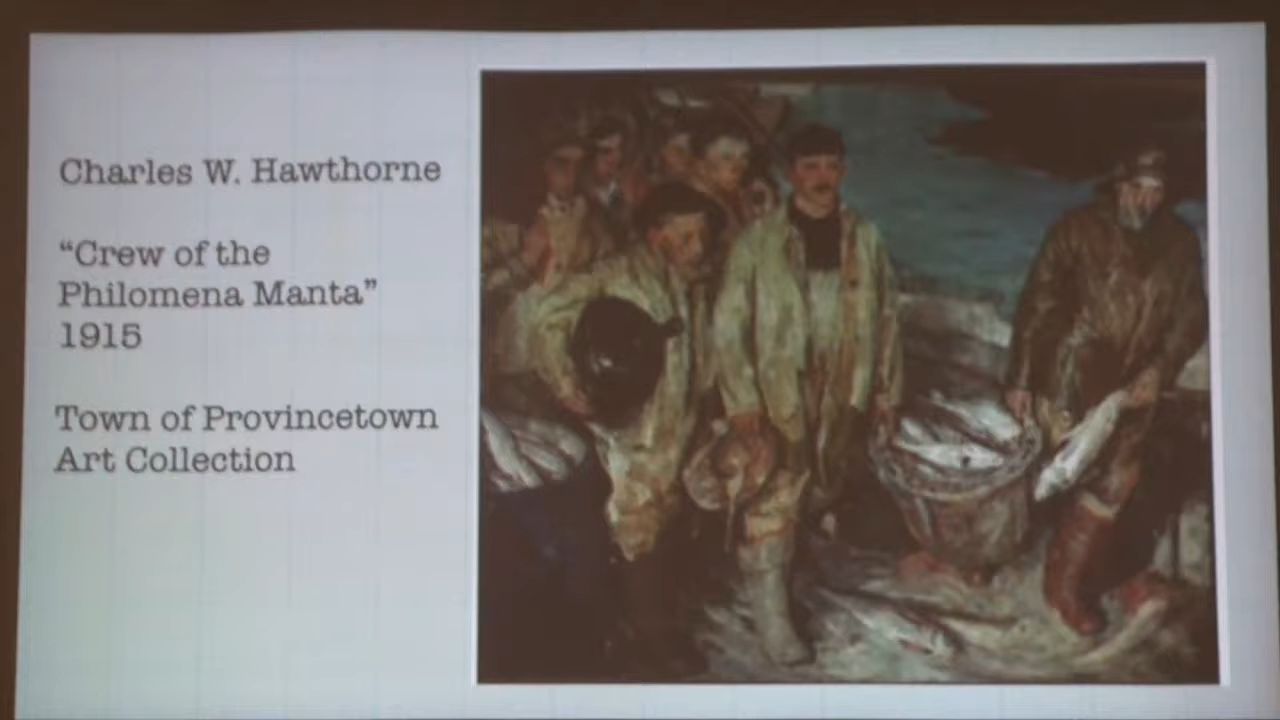 Charles W. Hawthorne
“Crew of the
Philomena Manta”
1915
Town of Provincetown
Art Collection